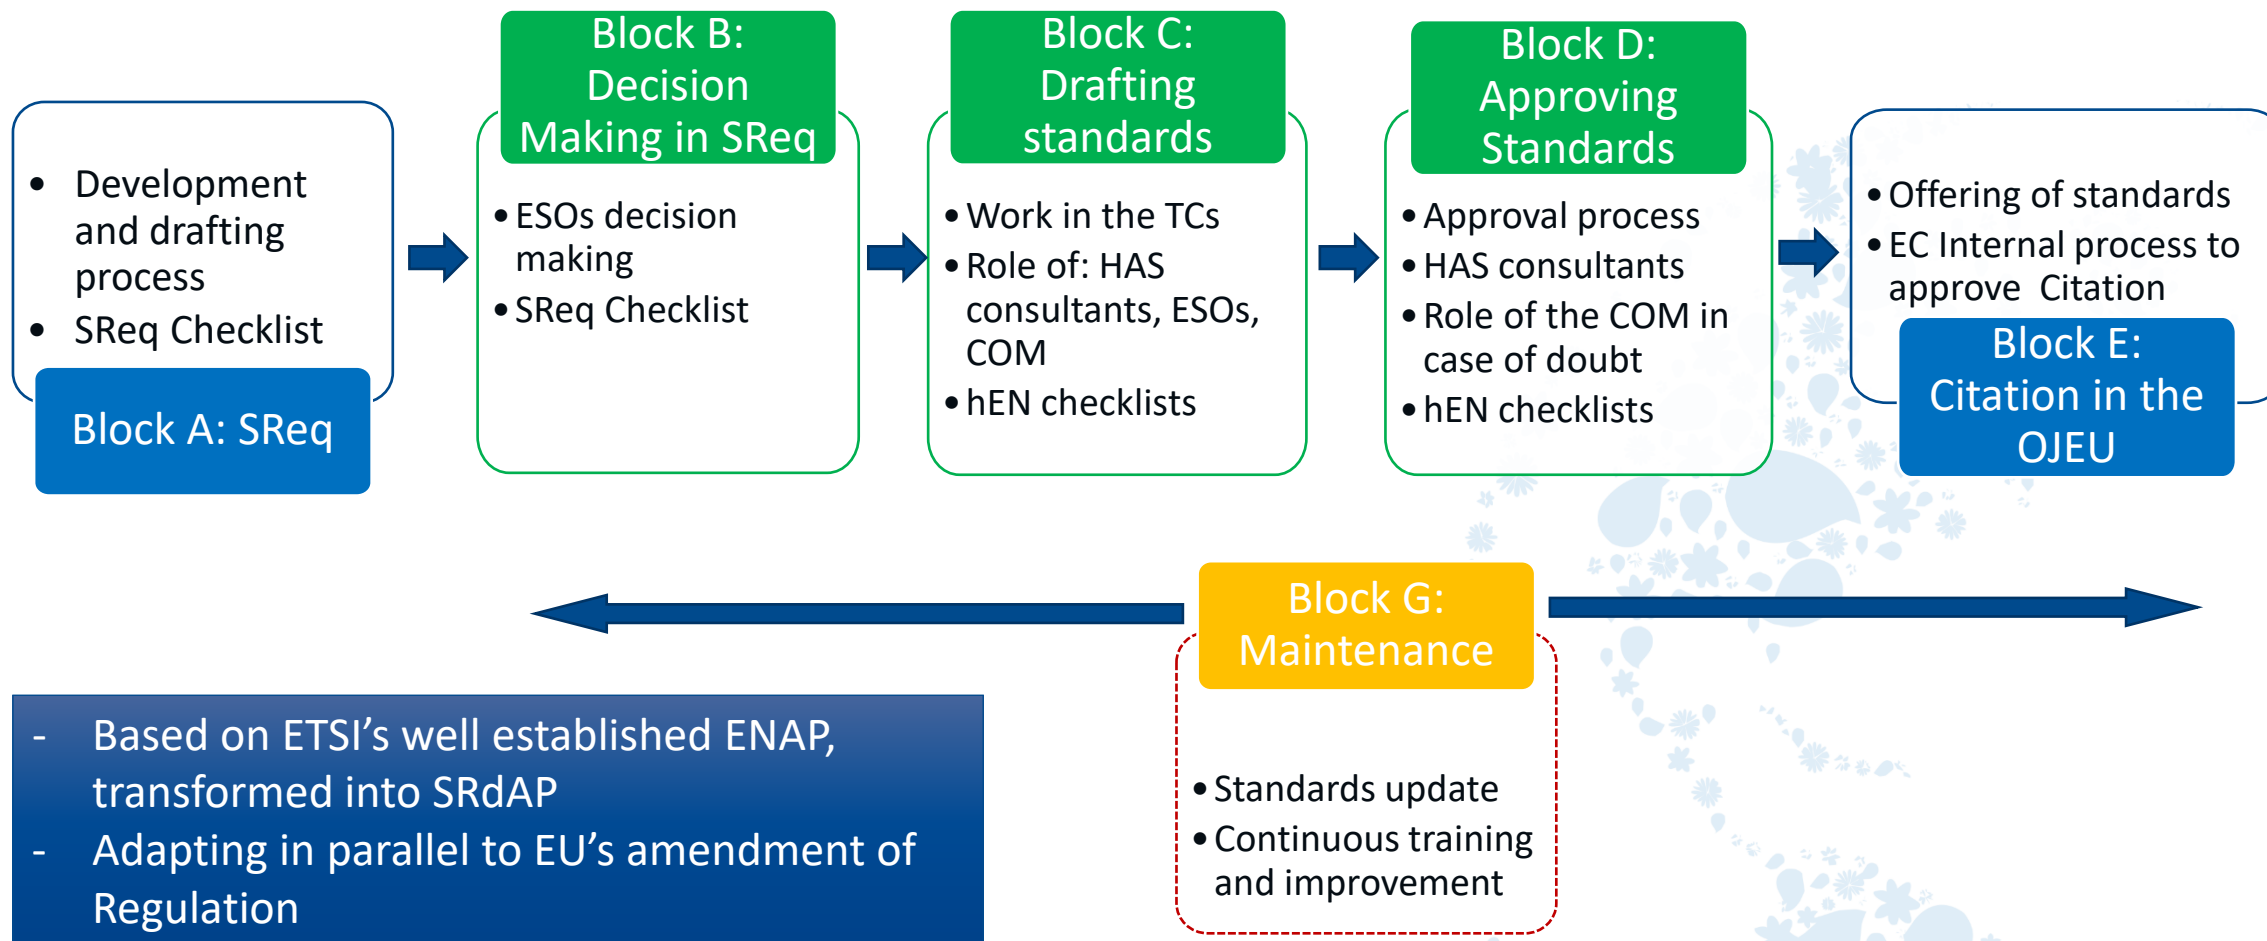 • Development
and drafting
process
• SReq Checklist
Block A: SReq
Block B:
Decision
Making in SReq
• ESOs decision
making
• SReq Checklist
Block C:
Drafting
standards
• Work in the TCs
• Role of: HAS
consultants, ESOs,
COM
• hEN checklists
Block D:
Approving
Standards
• Approval process
• HAS consultants
• Role of the COM in
case of doubt
• hEN checklists
• Offering of standards
• EC Internal process to
approve Citation
Block E:
Citation in the
OJEU
Block G:
Maintenance
• Standards update
• Continuous training
and improvement
- Based on ETSI’s well established ENAP,
transformed into SRdAP
- Adapting in parallel to EU’s amendment of
Regulation